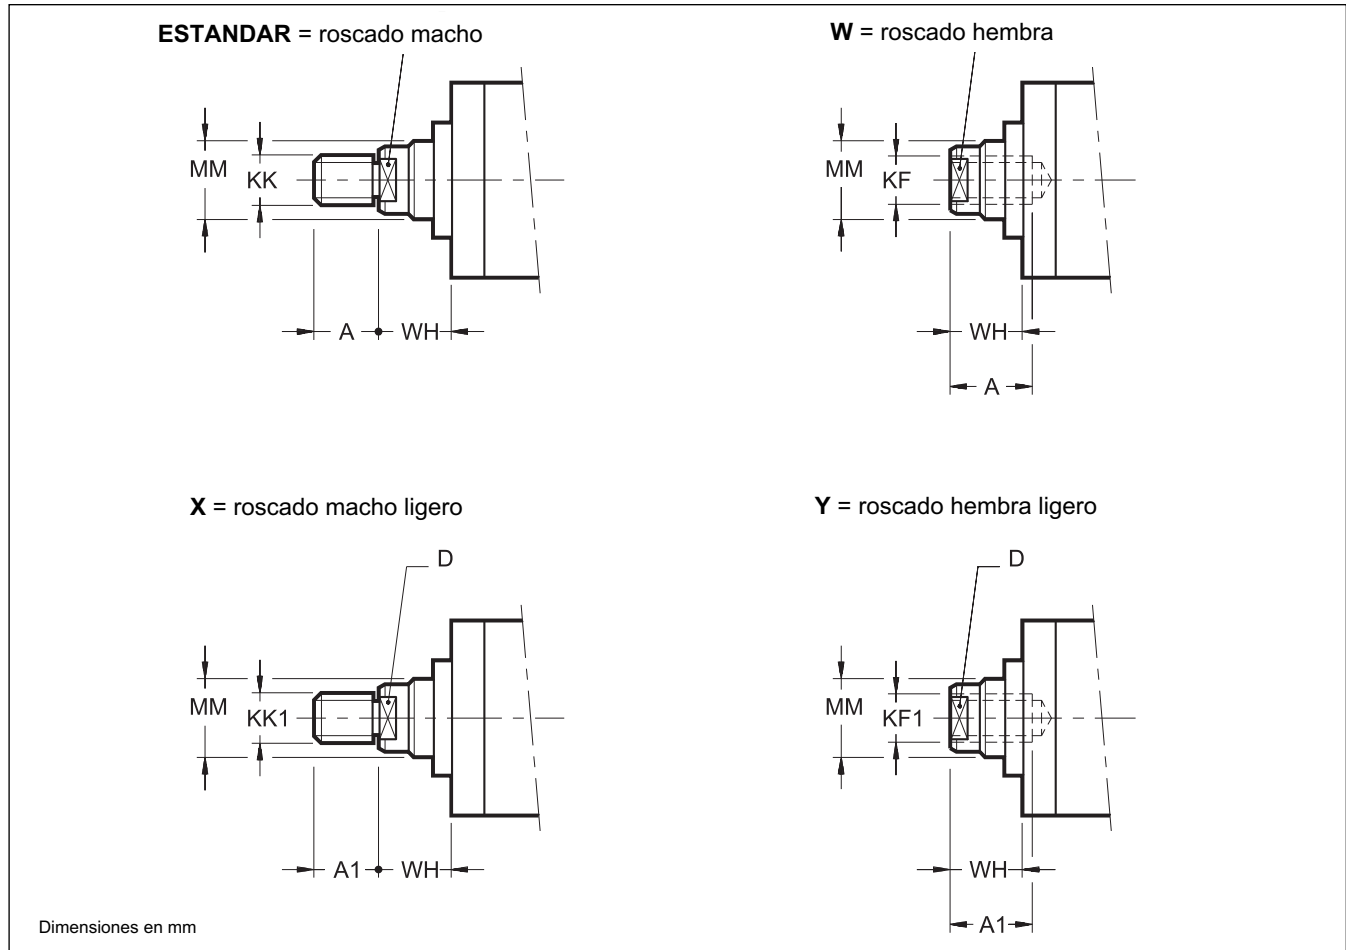 ESTANDAR = roscado macho
MM
KK
A
WH
W = roscado hembra
MM
KF
WH
A
X = roscado macho ligero
D
MM
KK1
A1
WH
Y = roscado hembra ligero
D
MM
KF1
WH
A1
Dimensiones en mm